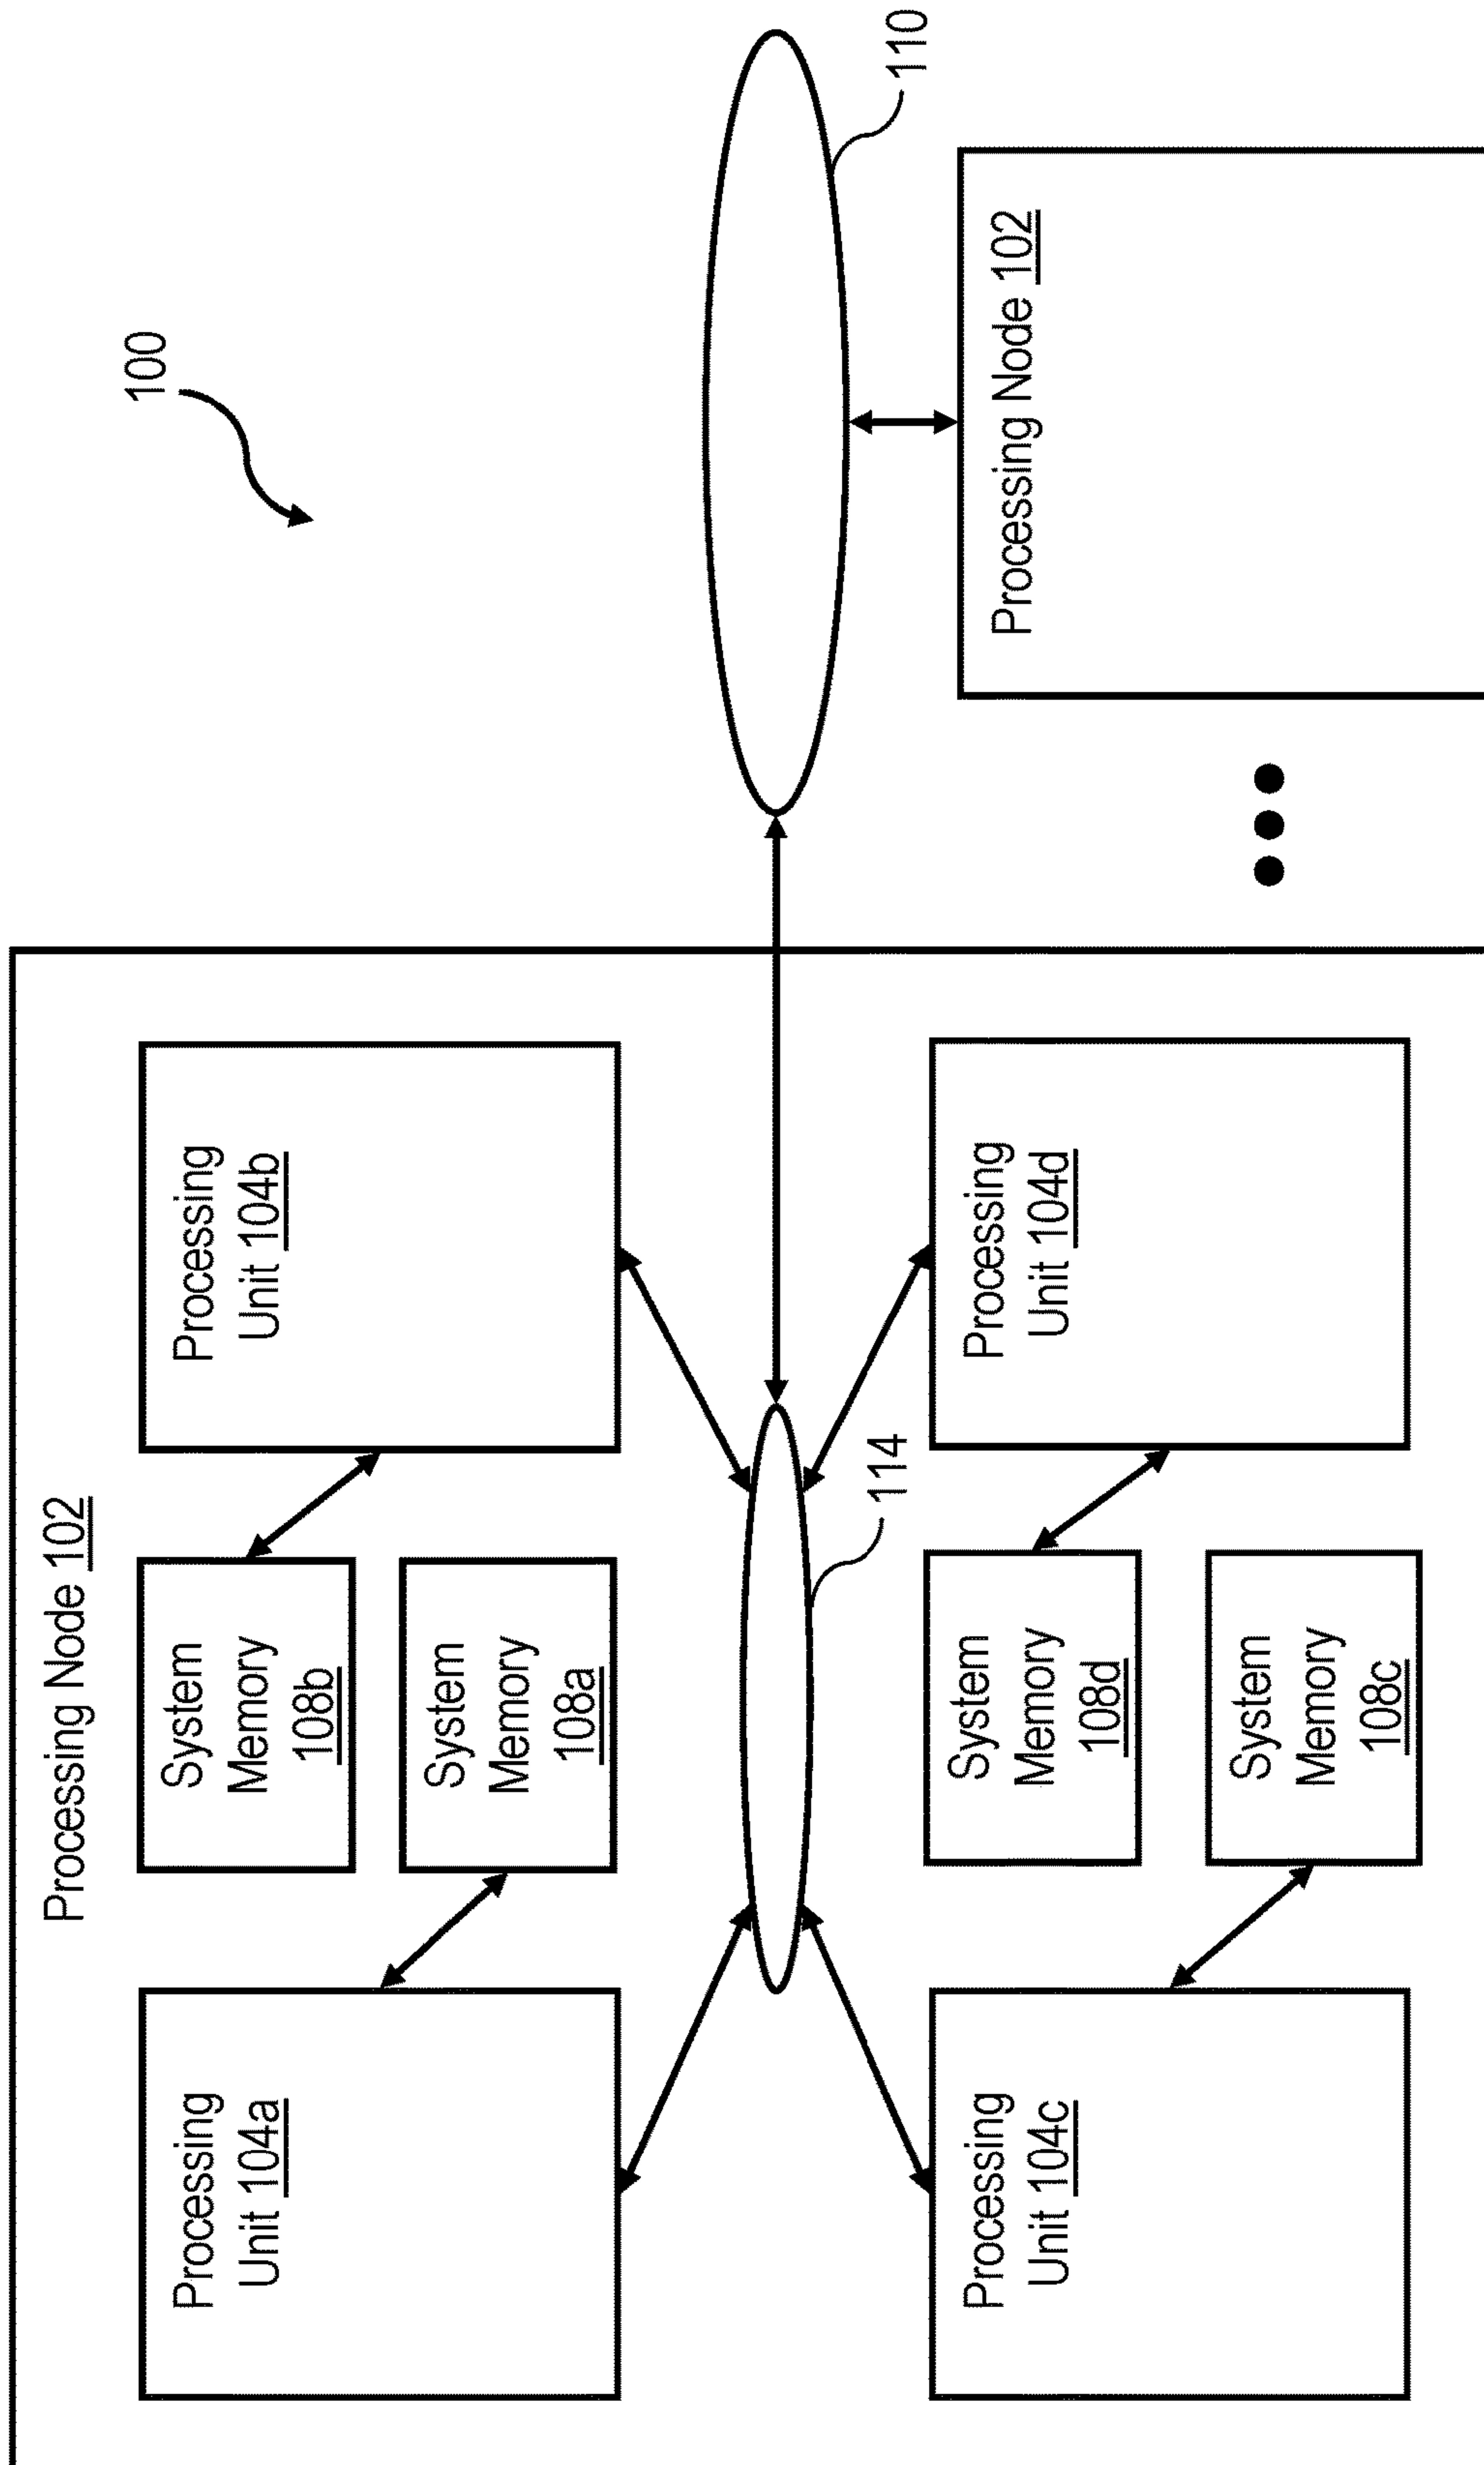 100
Processing Node 102
Processing
Unit 104a
System
Memory
108b
System
Memory
108a
Processing
Unit 104b
114
110
Processing
Unit 104c
System
Memory
108d
System
Memory
108c
Processing
Unit 104d
Processing Node 102